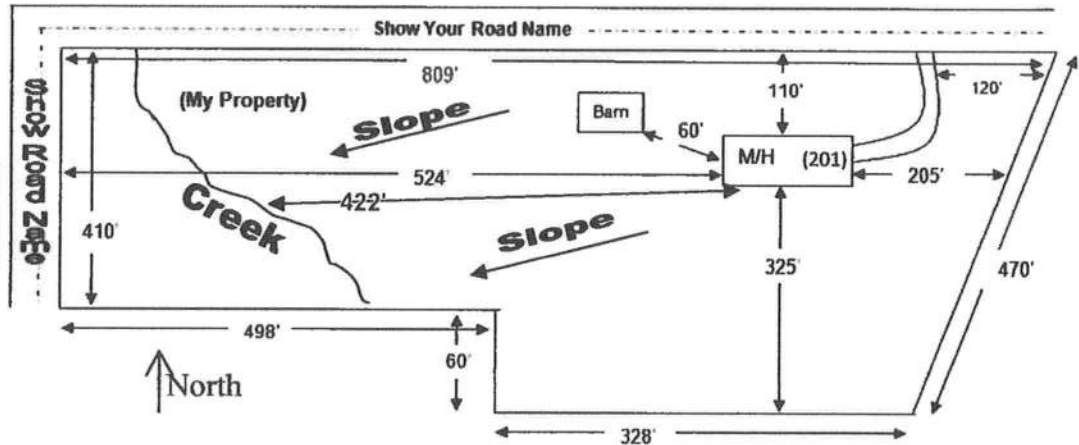 Show Your Road Name
Show Road Name
809'
(My Property)
Slope
Barn
60'
110'
120'
M/H (201)
524'
205'
422'
Creek
410'
Slope
325'
470'
498'
60'
North
328'